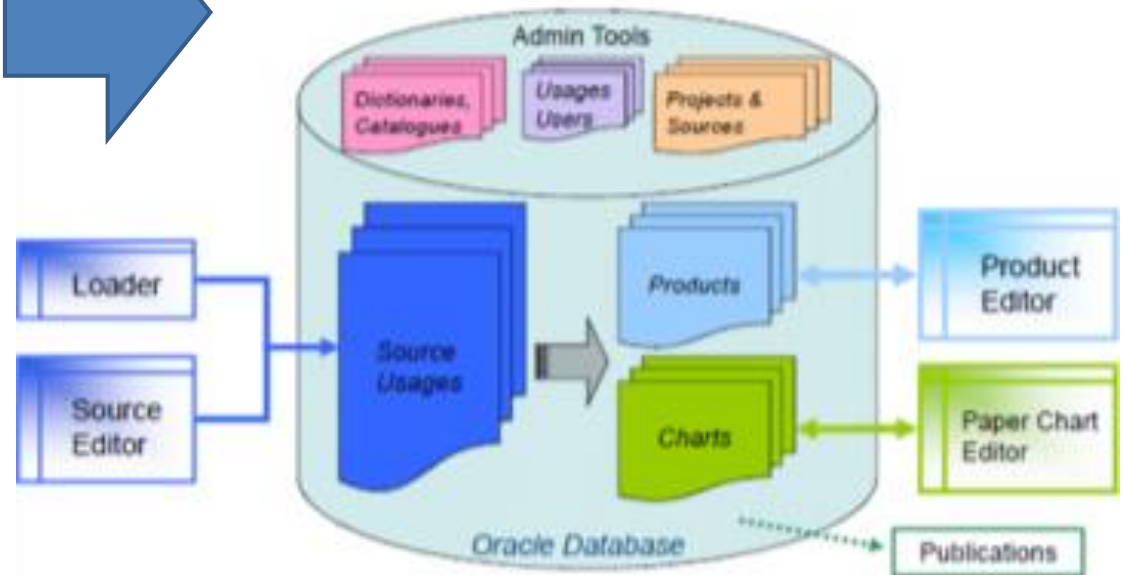 Admin Tools
Dictionaries,
Catalogues
Usages
Users
Projects &
Sources
Loader
Source
Editor
Source
Usages
Products
Charts
Product
Editor
Paper Chart
Editor
Oracle Database
Publications